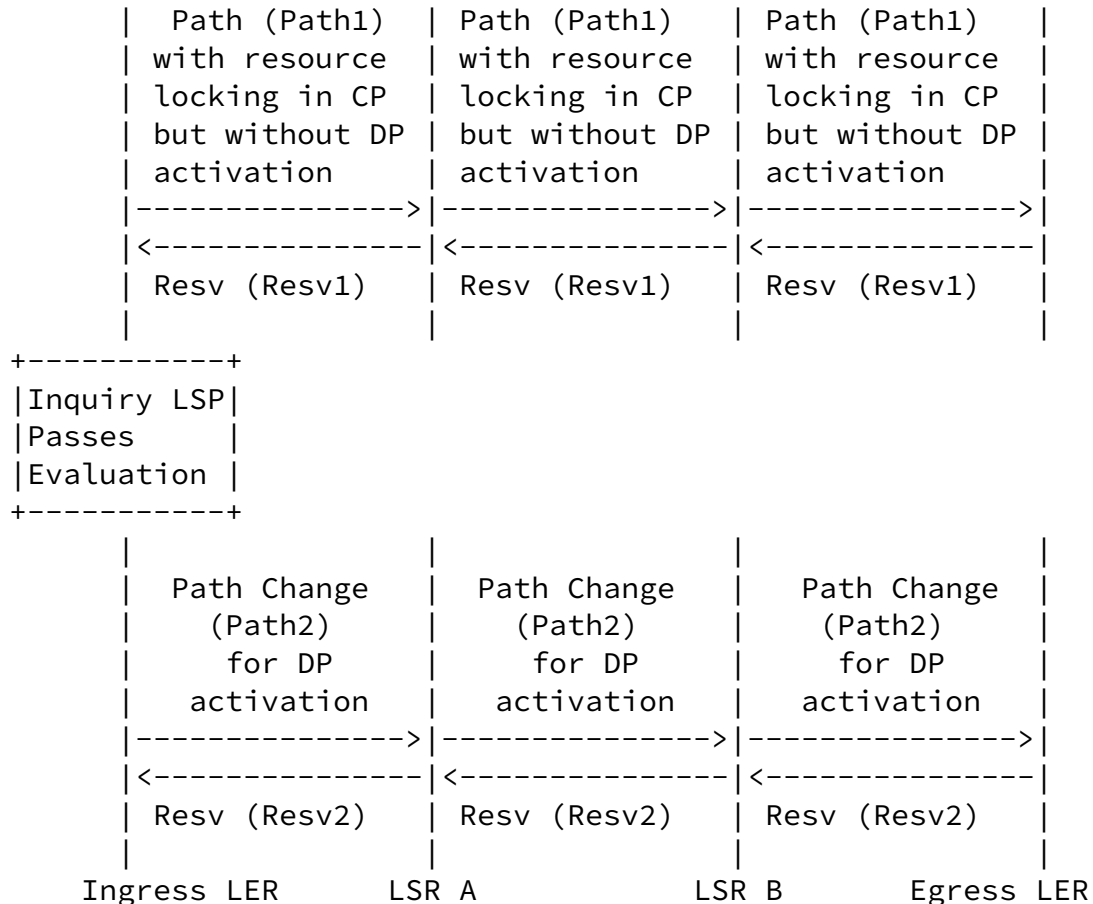 |  Path (Path1)  | Path (Path1)  | Path (Path1)  |
| with resource  | with resource  | with resource  |
| locking in CP  | locking in CP  | locking in CP  |
| but without DP | but without DP | but without DP |
| activation     | activation     | activation     |
|--------------->|--------------->|--------------->|
|<---------------|<---------------|<---------------|
| Resv (Resv1)   | Resv (Resv1)   | Resv (Resv1)   |
|                |                |                |
+-----------+
|Inquiry LSP|
|Passes     |
|Evaluation |
+-----------+
|                |                |                |
|  Path Change   |  Path Change   |  Path Change   |
|    (Path2)     |    (Path2)     |    (Path2)     |
|     for DP     |     for DP     |     for DP     |
|   activation   |   activation   |   activation   |
|--------------->|--------------->|--------------->|
|<---------------|<---------------|<---------------|
| Resv (Resv2)   | Resv (Resv2)   | Resv (Resv2)   |
|                |                |                |
Ingress LER      LSR A            LSR B      Egress LER